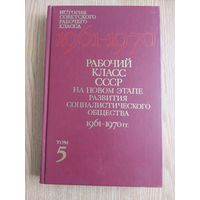 ИСТОРИЯ
СОВЕТСКОГО
РАБОЧЕГО
КЛАССА
1961-1970
РАБОЧИЙ
КЛАСС
СССР
НА НОВОМ ЭТАПЕ
РАЗВИТИЯ
СОЦИАЛИСТИЧЕСКОГО
ОБЩЕСТВА
1961-1970 гг.
ТОМ
5